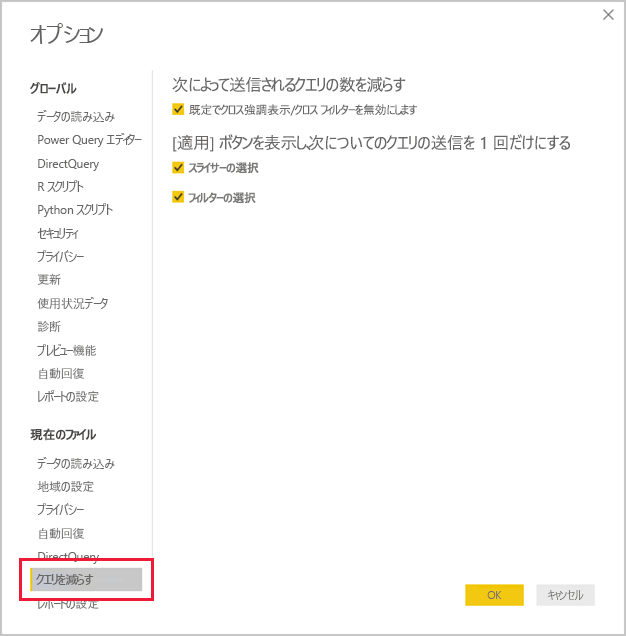 オプション
グローバル
データの読み込み
Power Query エディター
DirectQuery
R スクリプト
Python スクリプト
セキュリティ
プライバシー
更新
使用状況データ
診断
プレビュー機能
自動回復
レポートの設定
現在のファイル
データの読み込み
地域の設定
プライバシー
自動回復
DirectQuery
クエリを減らす
レポートの設定
次によって送信されるクエリの数を減らす
既定でクロス強調表示/クロス フィルターを無効にします
[適用] ボタンを表示し、次についてのクエリの送信を 1 回だけにする
スライサーの選択
フィルターの選択
OK
キャンセル